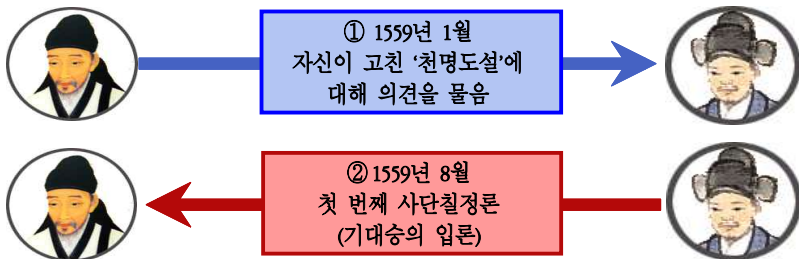 ① 1559년 1월
자신이 고친 ‘천명도설’에
대해 의견을 물음
② 1559년 8월
첫 번째 사단칠정론
(기대승의 입론)